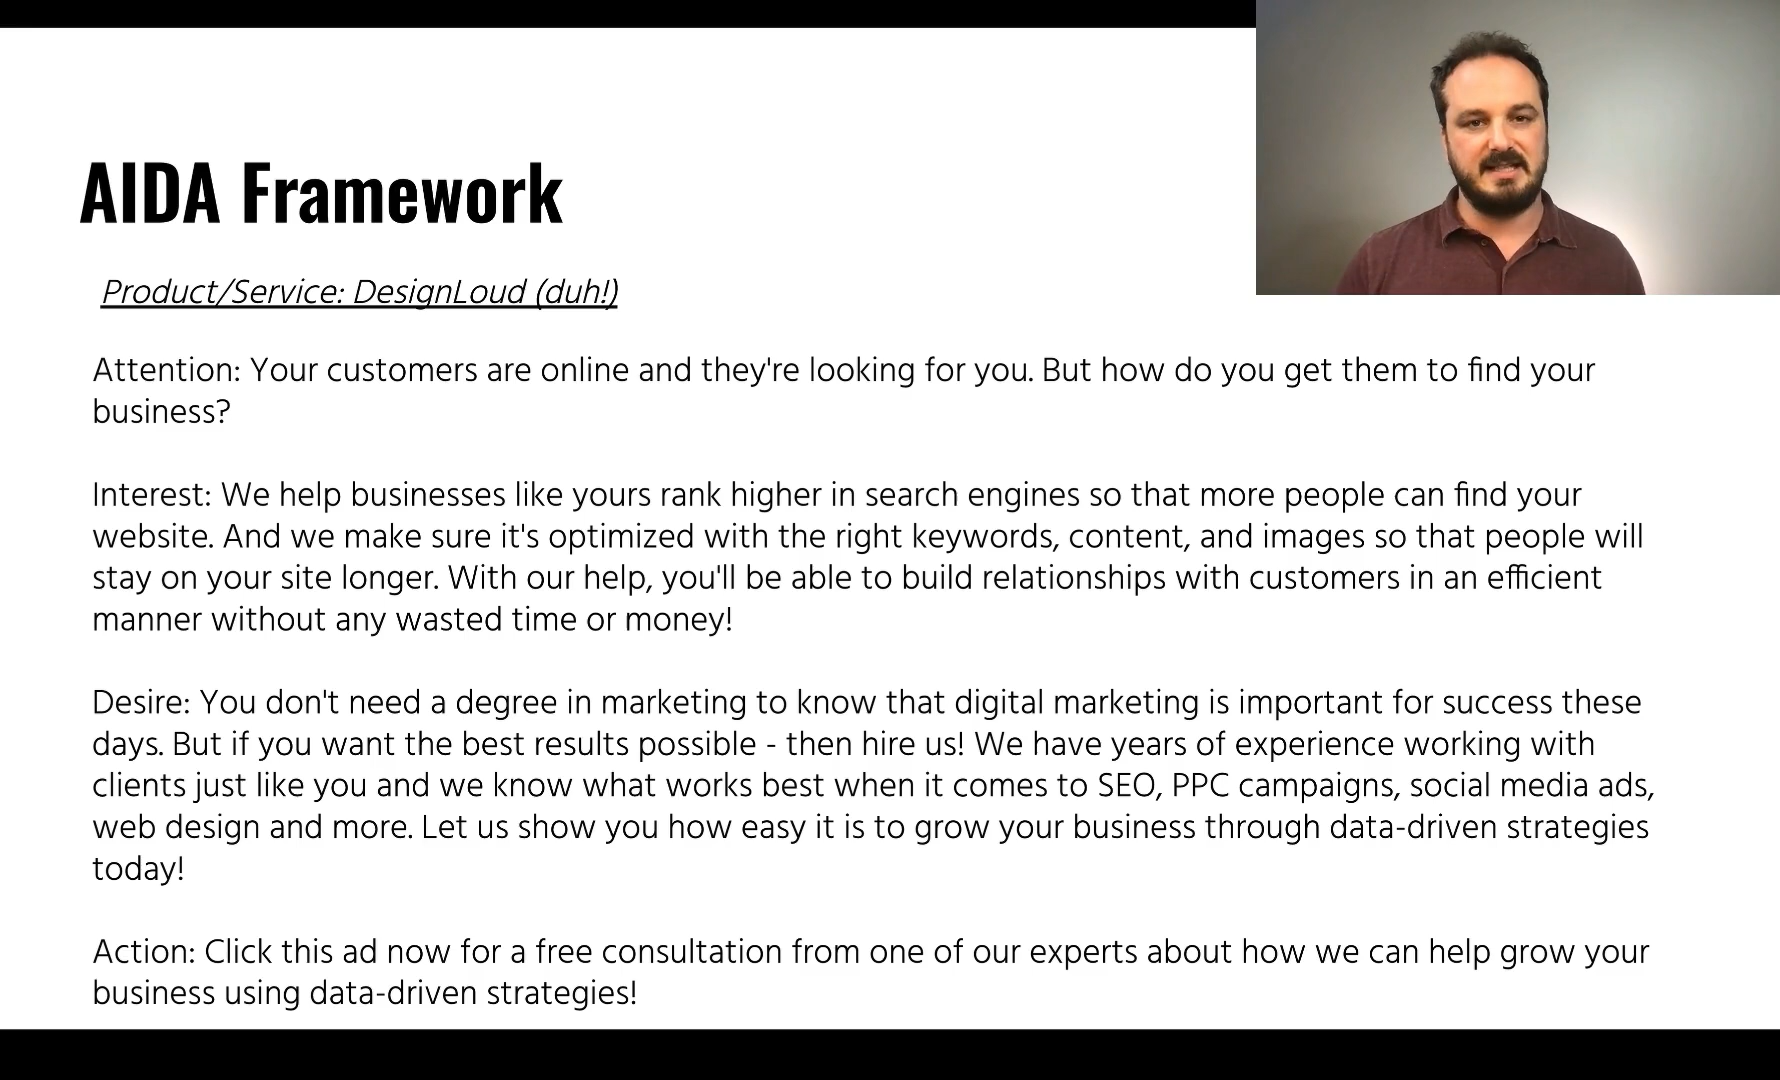 AIDA Framework
Product/Service: DesignLoud (duh!)
Attention: Your customers are online and they're looking for you. But how do you get them to find your
business?
Interest: We help businesses like yours rank higher in search engines so that more people can find your
website. And we make sure it's optimized with the right keywords, content, and images so that people will
stay on your site longer. With our help, you'll be able to build relationships with customers in an efficient
manner without any wasted time or money!
Desire: You don't need a degree in marketing to know that digital marketing is important for success these
days. But if you want the best results possible - then hire us! We have years of experience working with
clients just like you and we know what works best when it comes to SEO, PPC campaigns, social media ads,
web design and more. Let us show you how easy it is to grow your business through data-driven strategies
today!
Action: Click this ad now for a free consultation from one of our experts about how we can help grow your
business using data-driven strategies!